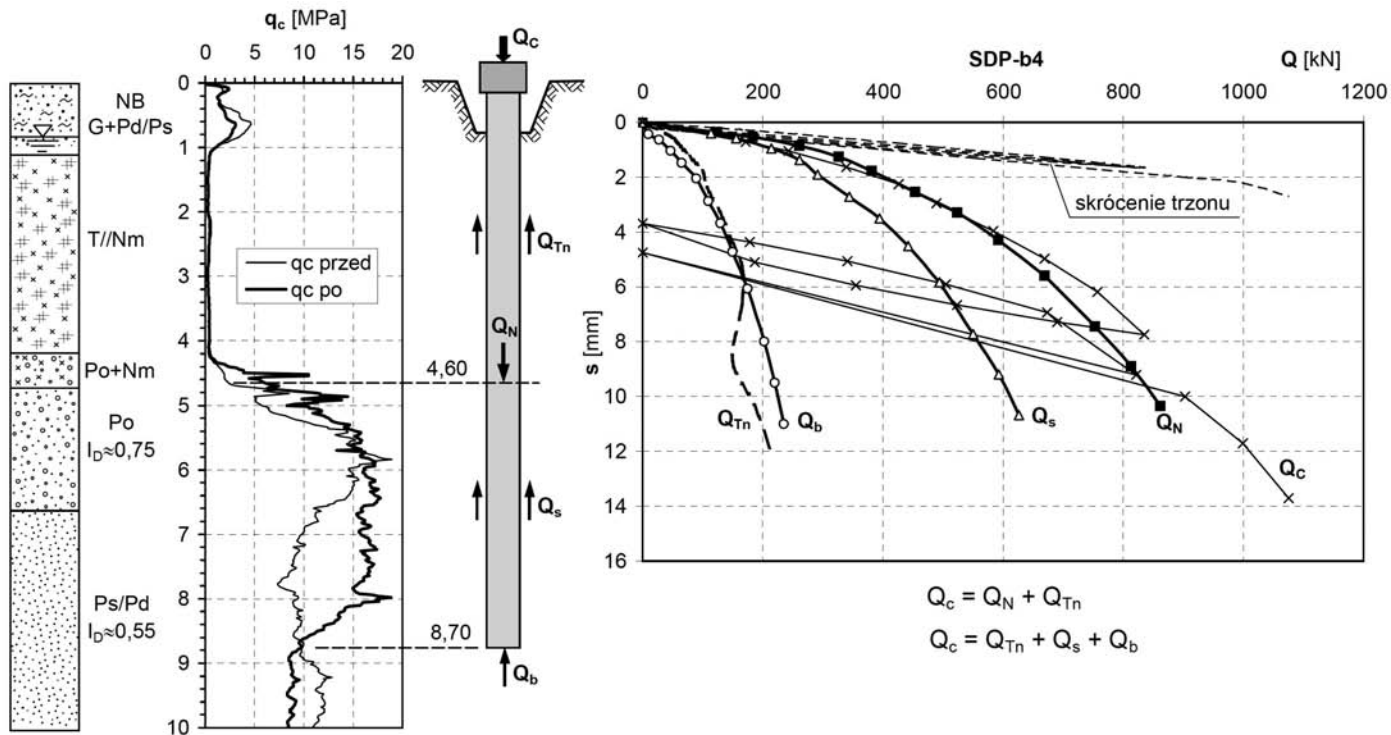 q_c [MPa]
0 5 10 15 20
0
1
2
3
4
5
6
7
8
9
10
NB
G+Pd/Ps
T//Nm
Po+Nm
Po
I_D≈0,75
Ps/Pd
I_D≈0,55
qc przed
qc po
4,60
8,70
Q_C
Q_Tn
Q_N
Q_s
Q_b
SDP-b4
Q [kN]
0 200 400 600 800 1000 1200
0
2
4
6
8
10
12
14
16
s [mm]
skrócenie trzonu
Q_Tn
Q_b
Q_s
Q_N
Q_C
Q_c = Q_N + Q_Tn
Q_c = Q_Tn + Q_s + Q_b